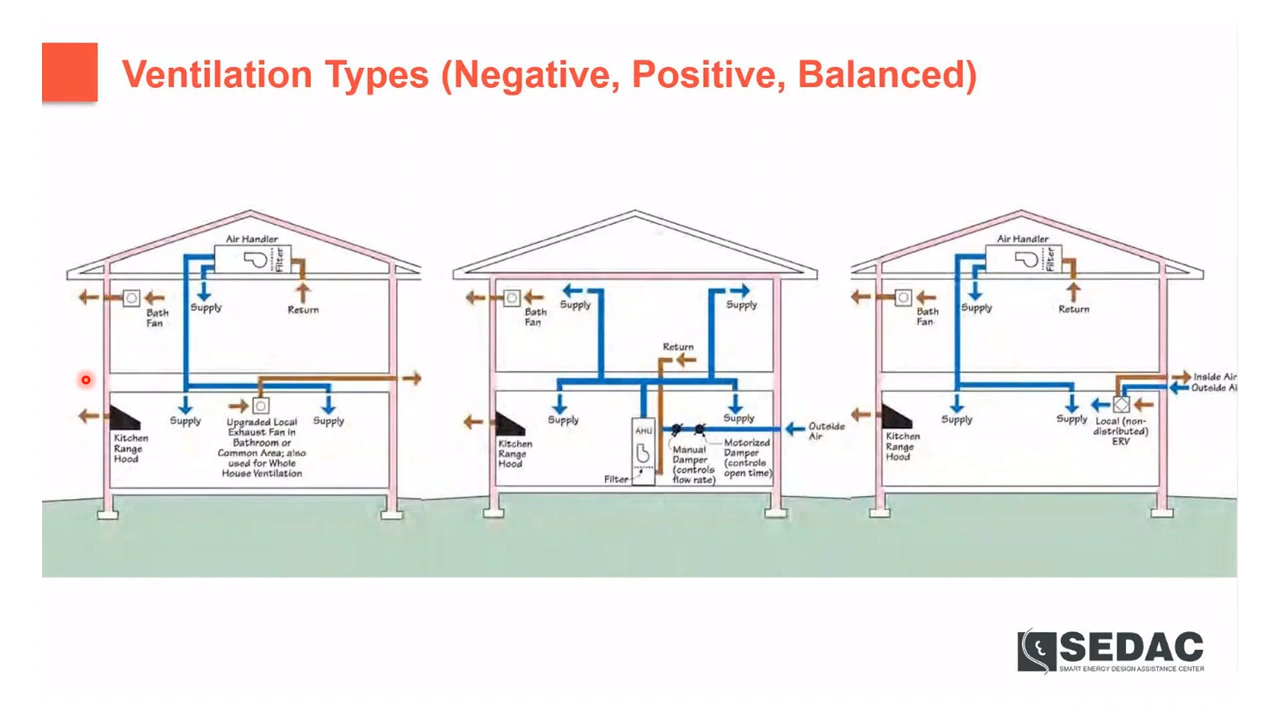 Ventilation Types (Negative, Positive, Balanced)
Air Handler
Filter
Bath
Fan
Supply
Return
Supply
Supply
Kitchen
Range
Hood
Upgraded Local
Exhaust Fan in
Bathroom or
Common Area; also
used for Whole
House Ventilation
Bath
Fan
Supply
Supply
Return
Supply
Supply
Kitchen
Range
Hood
AHU
Filter
Manual
Damper
(controls
flow rate)
Motorized
Damper
(controls
open time)
Outside
Air
Air Handler
Filter
Bath
Fan
Supply
Return
Inside Air
Outside Ai
Supply
Supply
Kitchen
Range
Hood
Local (non-
distributed)
ERV
SEDAC
SMART ENERGY DESIGN ASSISTANCE CENTER